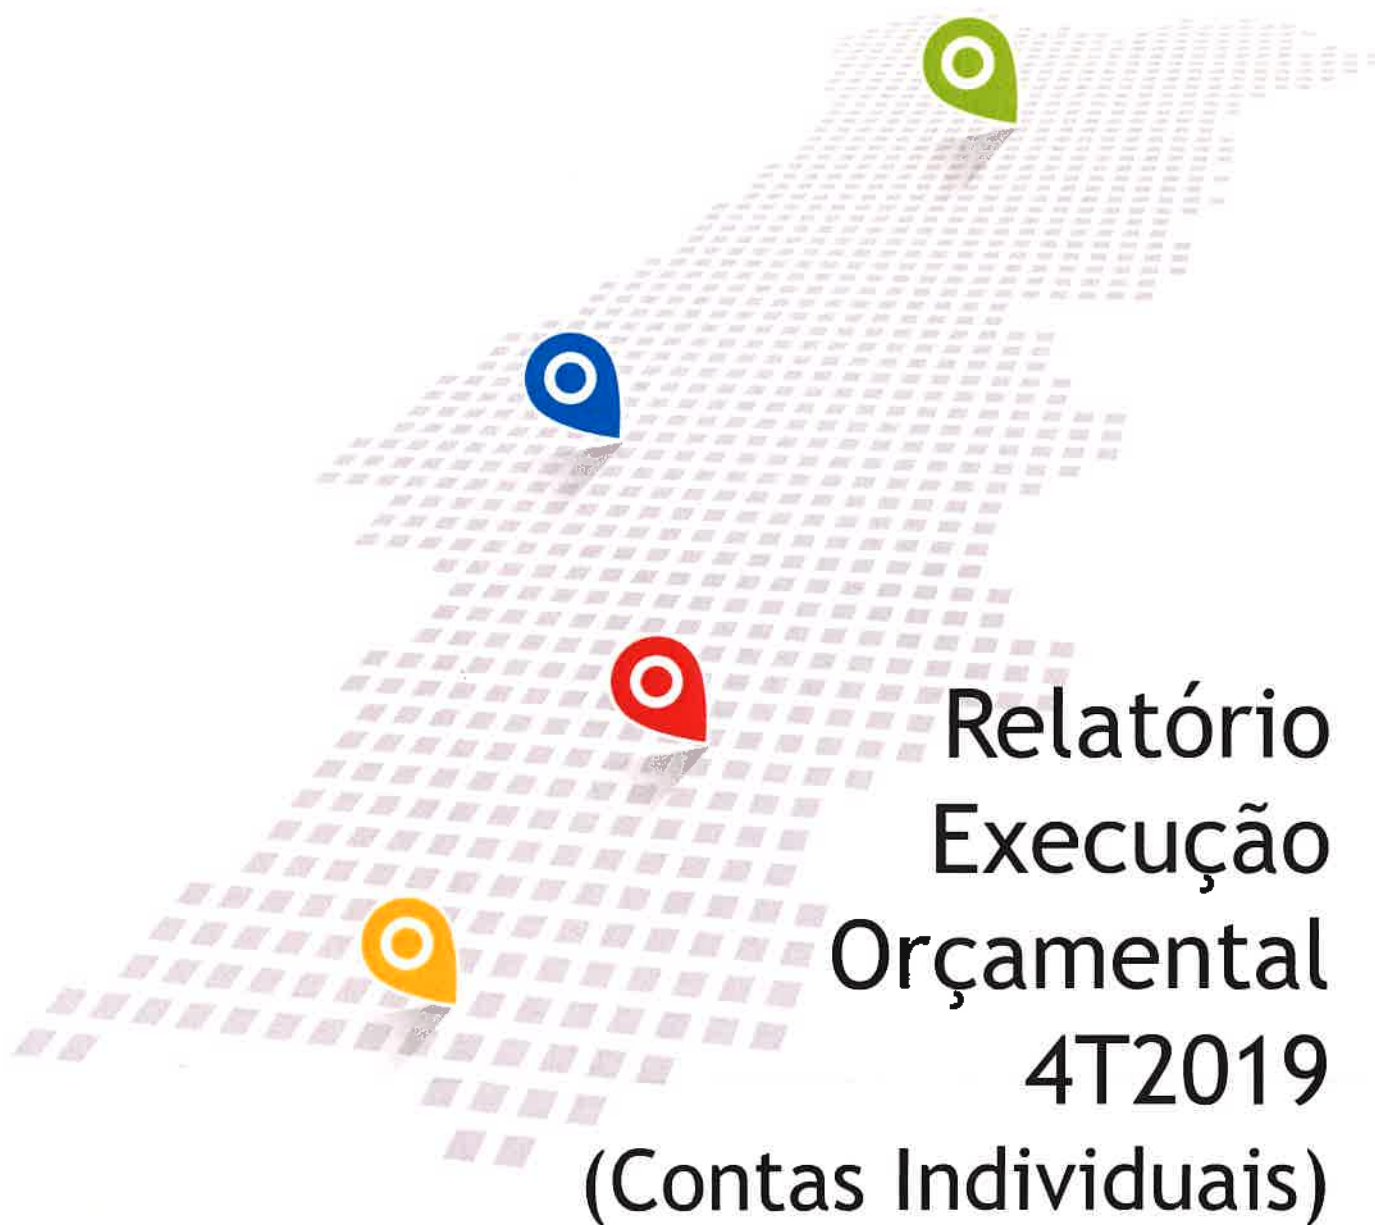 Relatório
Execução
Orçamental
4T2019
(Contas Individuais)